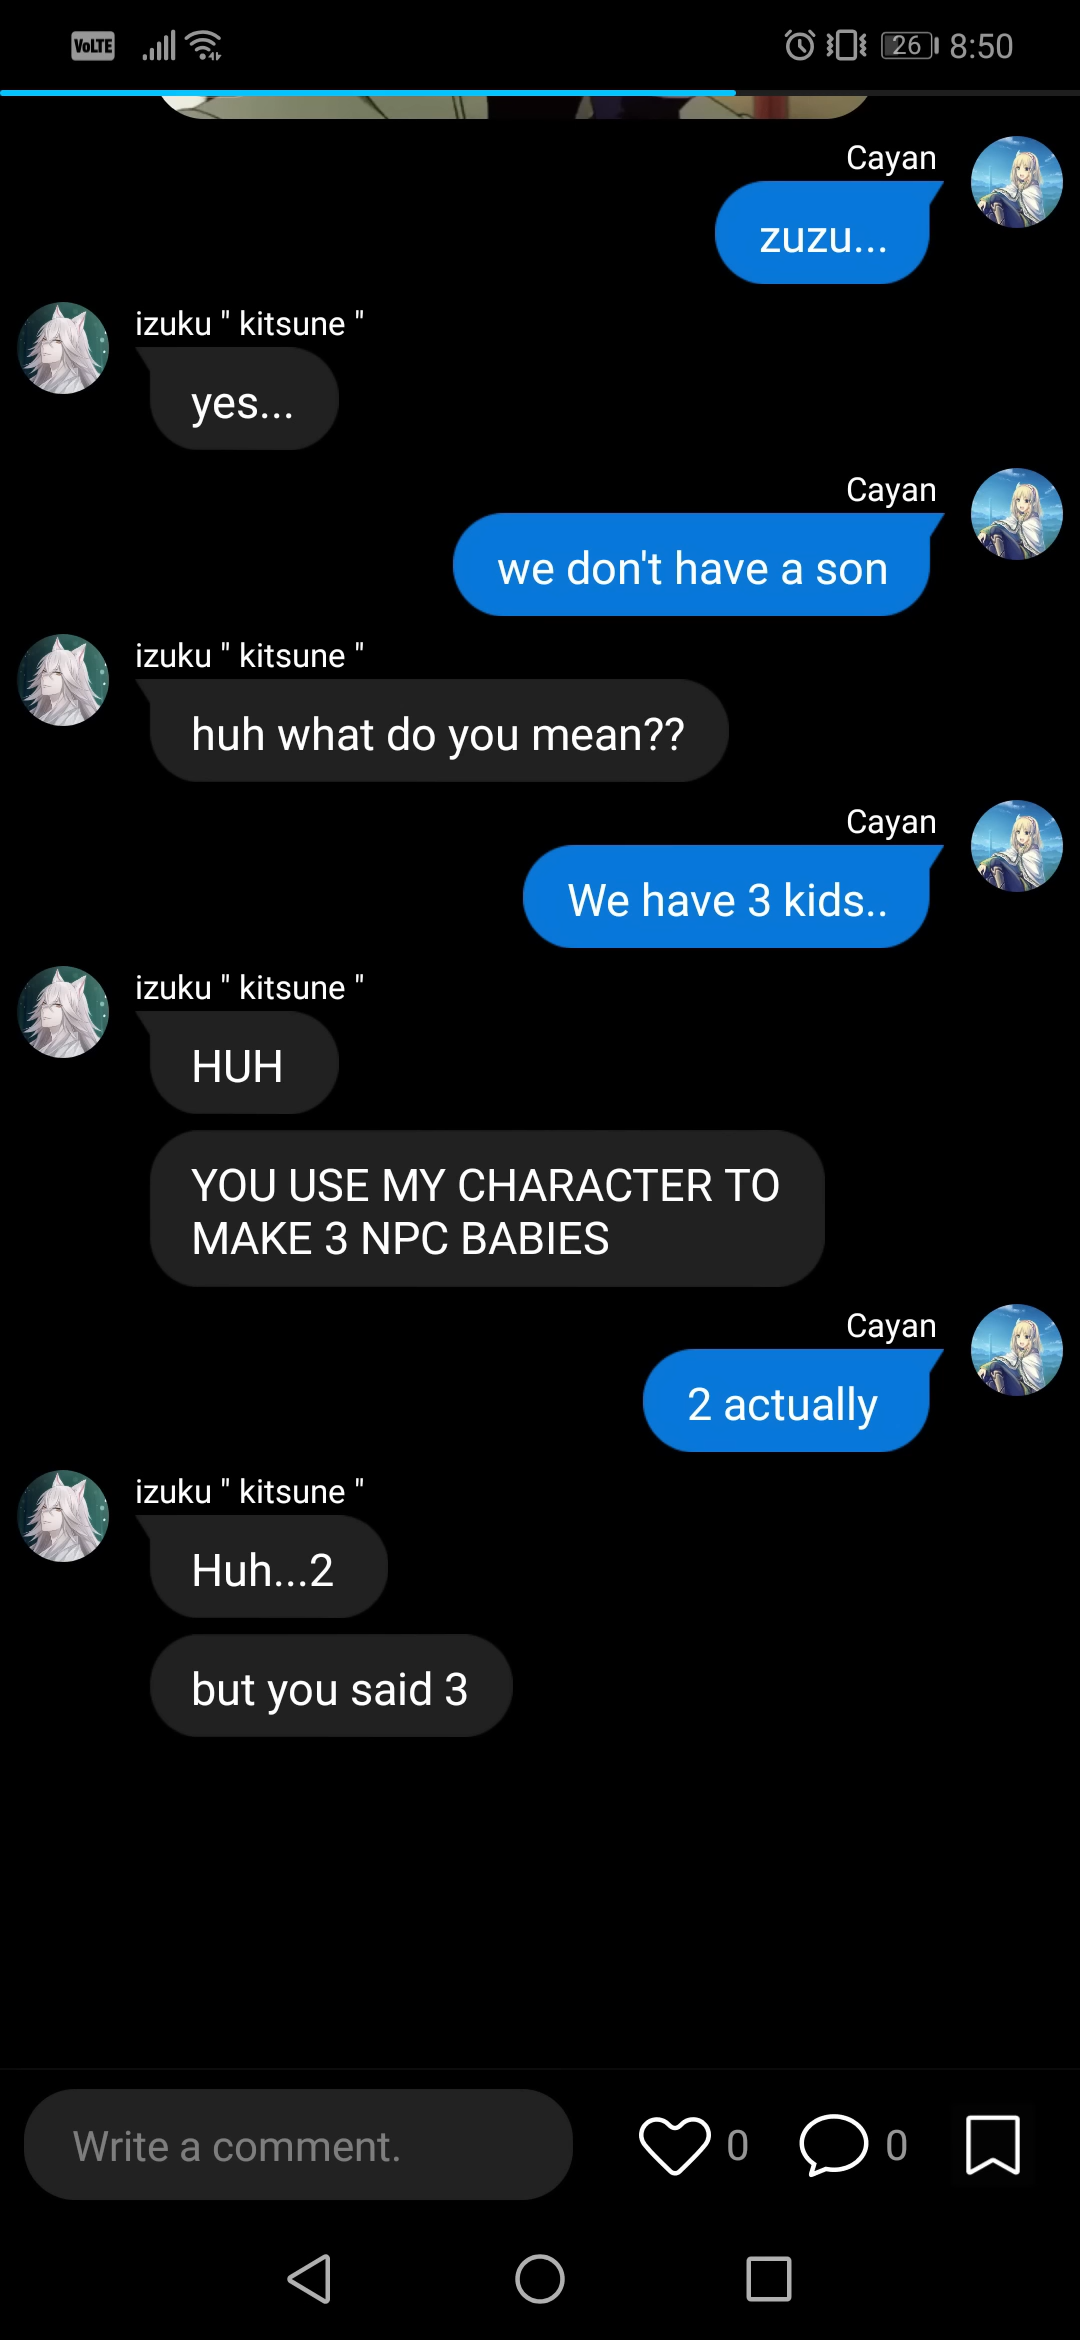 VoLTE
26 8:50
Cayan
zuzu...
izuku " kitsune "
yes...
Cayan
we don't have a son
izuku " kitsune "
huh what do you mean??
Cayan
We have 3 kids..
izuku " kitsune "
HUH
YOU USE MY CHARACTER TO
MAKE 3 NPC BABIES
Cayan
2 actually
izuku " kitsune "
Huh...2
but you said 3
Write a comment.
0
0